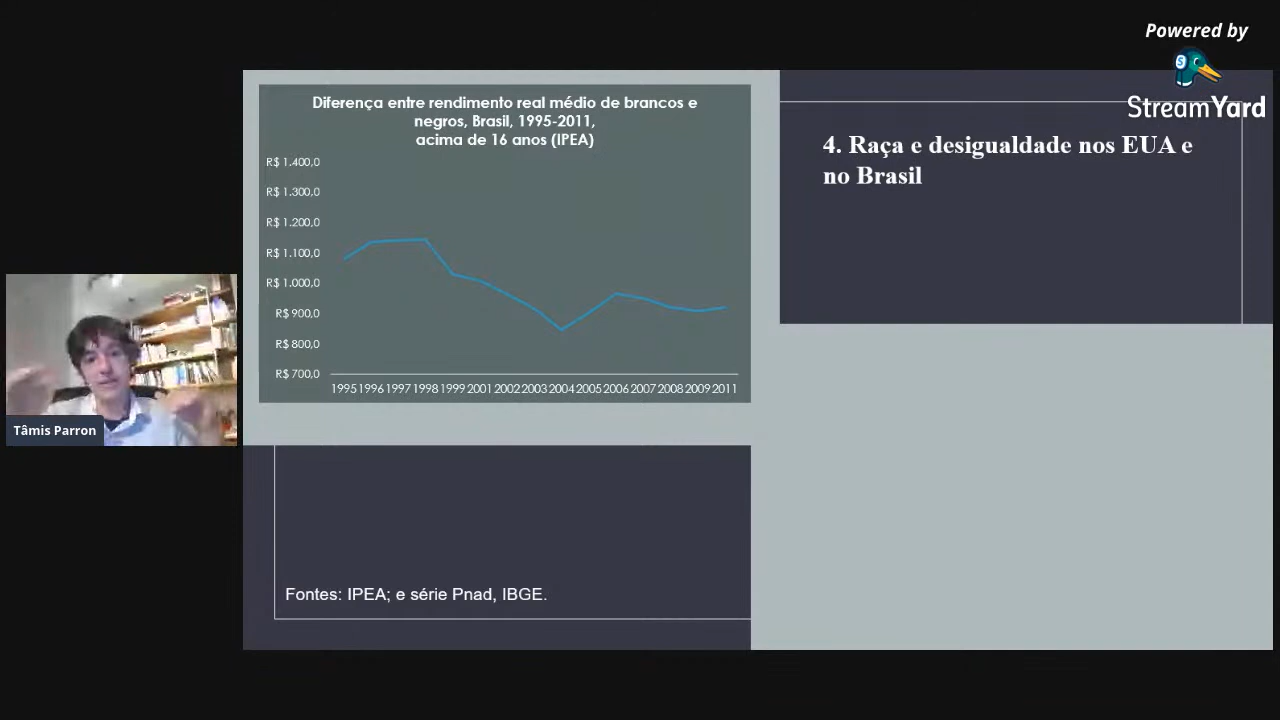 Powered by
StreamYard
Diferença entre rendimento real médio de brancos e
negros, Brasil, 1995-2011,
acima de 16 anos (IPEA)
R$ 1.400,0
R$ 1.300,0
R$ 1.200,0
R$ 1.100,0
R$ 1.000,0
R$ 900,0
R$ 800,0
R$ 700,0
1995 1996 1997 1998 1999 2001 2002 2003 2004 2005 2006 2007 2008 2009 2011
4. Raça e desigualdade nos EUA e
no Brasil
Tâmis Parron
Fontes: IPEA; e série Pnad, IBGE.